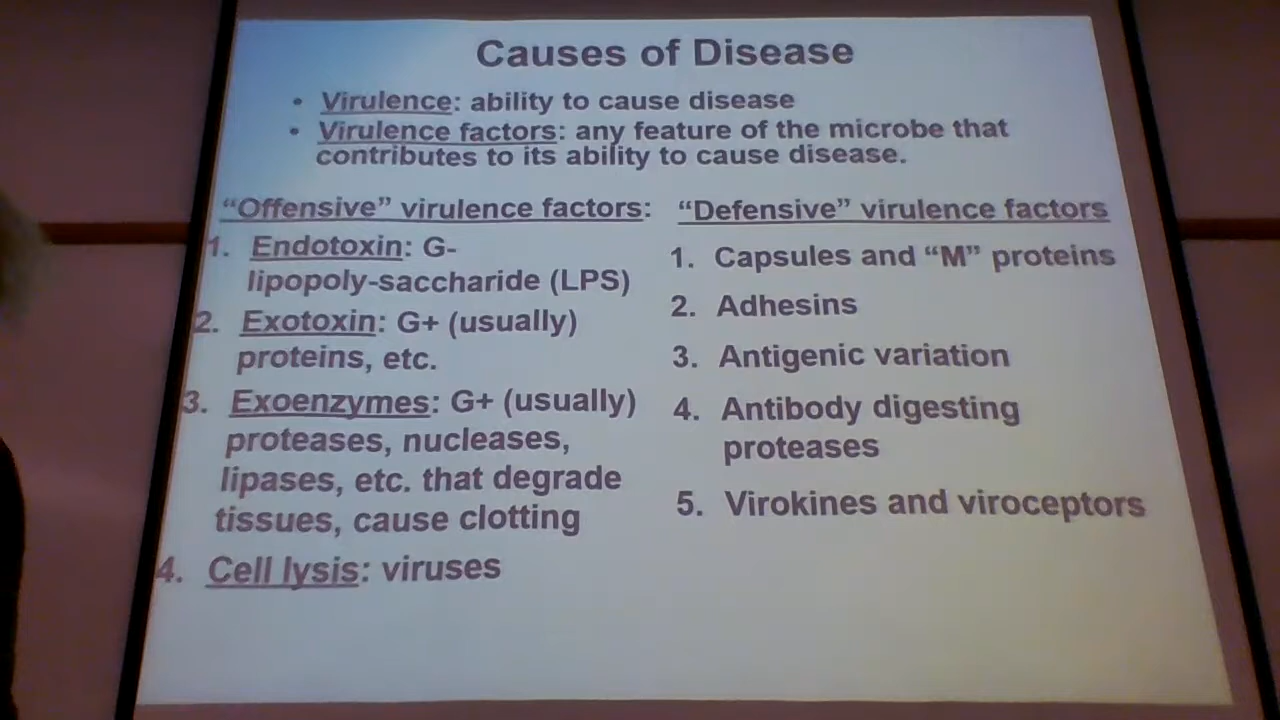 Causes of Disease
• Virulence: ability to cause disease
• Virulence factors: any feature of the microbe that
contributes to its ability to cause disease.
“Offensive” virulence factors:
1. Endotoxin: G-
lipopoly-saccharide (LPS)
2. Exotoxin: G+ (usually)
proteins, etc.
3. Exoenzymes: G+ (usually)
proteases, nucleases,
lipases, etc. that degrade
tissues, cause clotting
4. Cell lysis: viruses
“Defensive” virulence factors
1. Capsules and “M” proteins
2. Adhesins
3. Antigenic variation
4. Antibody digesting
proteases
5. Virokines and viroceptors